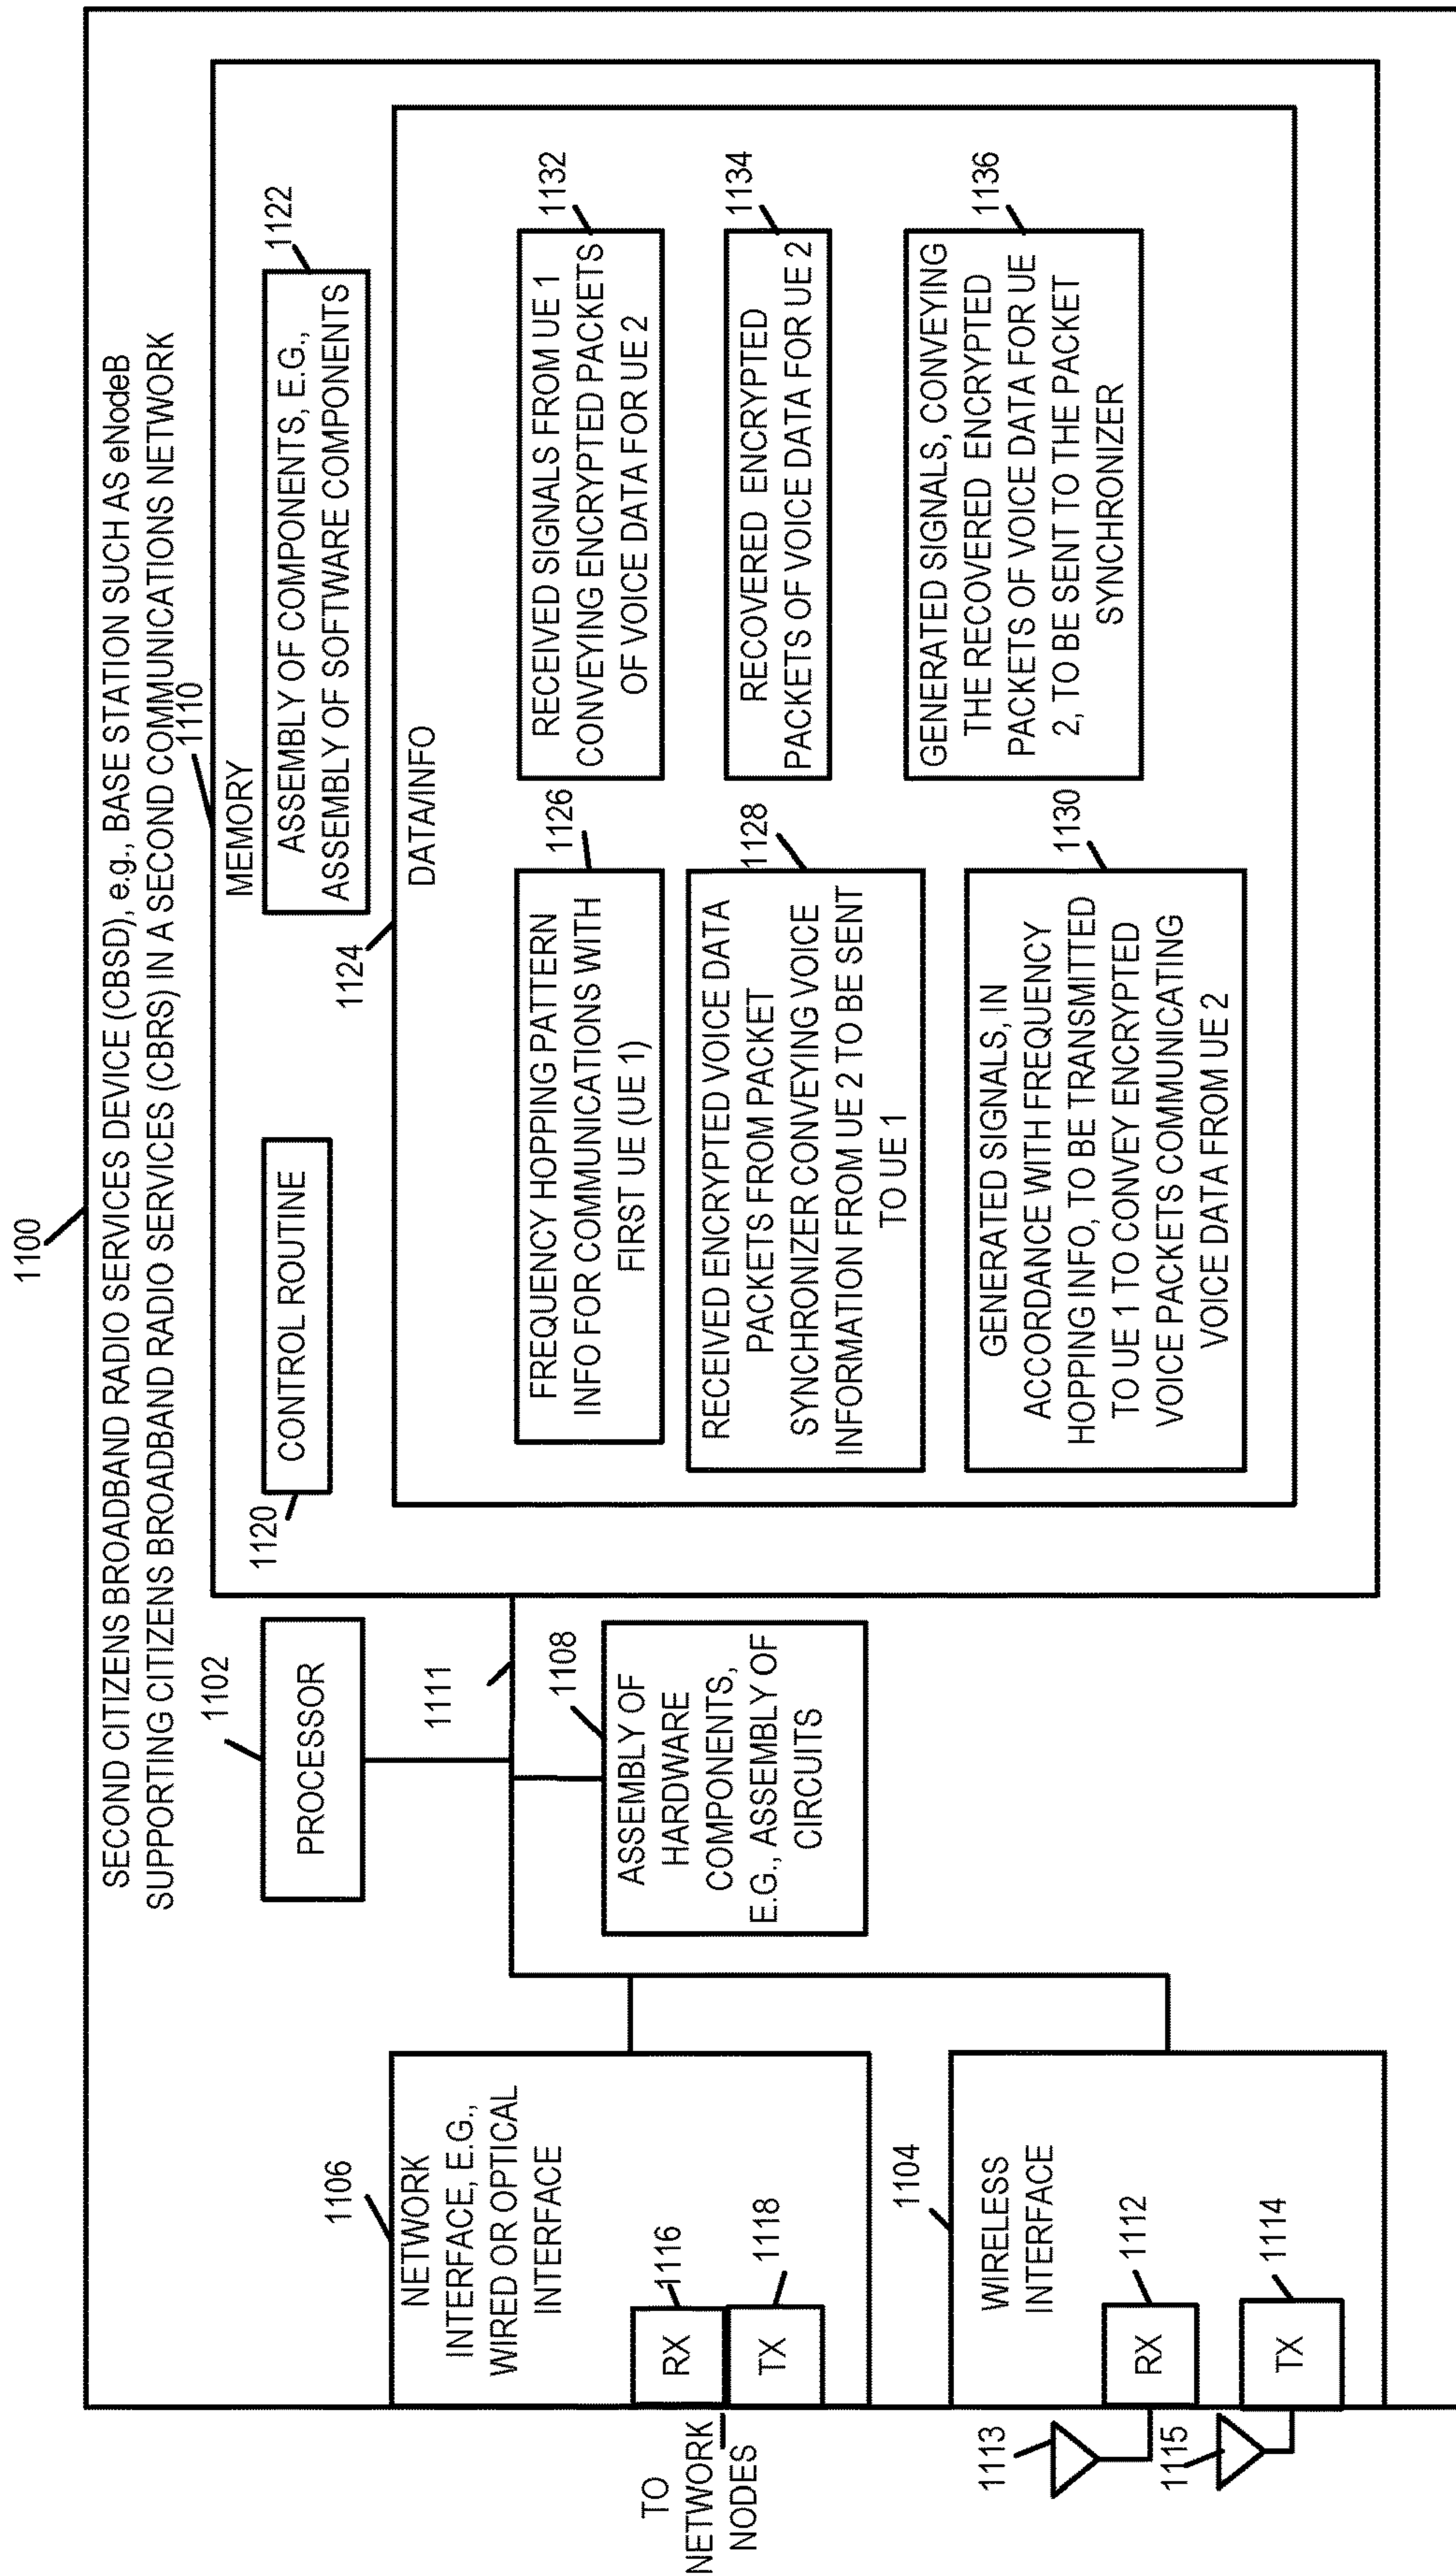 1100
SECOND CITIZENS BROADBAND RADIO SERVICES DEVICE (CBSD), e.g., BASE STATION SUCH AS eNodeB
SUPPORTING CITIZENS BROADBAND RADIO SERVICES (CBRS) IN A SECOND COMMUNICATIONS NETWORK
1106
NETWORK
INTERFACE, E.G.,
WIRED OR OPTICAL
INTERFACE
1116
RX
1118
TX
TO
NETWORK
NODES
1104
WIRELESS
INTERFACE
1112
RX
1113
1114
TX
1115
1102
PROCESSOR
1111
1108
ASSEMBLY OF
HARDWARE
COMPONENTS,
E.G., ASSEMBLY OF
CIRCUITS
1110
MEMORY
1120
CONTROL ROUTINE
1122
ASSEMBLY OF COMPONENTS, E.G.,
ASSEMBLY OF SOFTWARE COMPONENTS
1124
DATA/INFO
1126
FREQUENCY HOPPING PATTERN
INFO FOR COMMUNICATIONS WITH
FIRST UE (UE 1)
1128
RECEIVED ENCRYPTED VOICE DATA
PACKETS FROM PACKET
SYNCHRONIZER CONVEYING VOICE
INFORMATION FROM UE 2 TO BE SENT
TO UE 1
1130
GENERATED SIGNALS, IN
ACCORDANCE WITH FREQUENCY
HOPPING INFO, TO BE TRANSMITTED
TO UE 1 TO CONVEY ENCRYPTED
VOICE PACKETS COMMUNICATING
VOICE DATA FROM UE 2
1132
RECEIVED SIGNALS FROM UE 1
CONVEYING ENCRYPTED PACKETS
OF VOICE DATA FOR UE 2
1134
RECOVERED ENCRYPTED
PACKETS OF VOICE DATA FOR UE 2
1136
GENERATED SIGNALS, CONVEYING
THE RECOVERED ENCRYPTED
PACKETS OF VOICE DATA FOR UE
2, TO BE SENT TO THE PACKET
SYNCHRONIZER